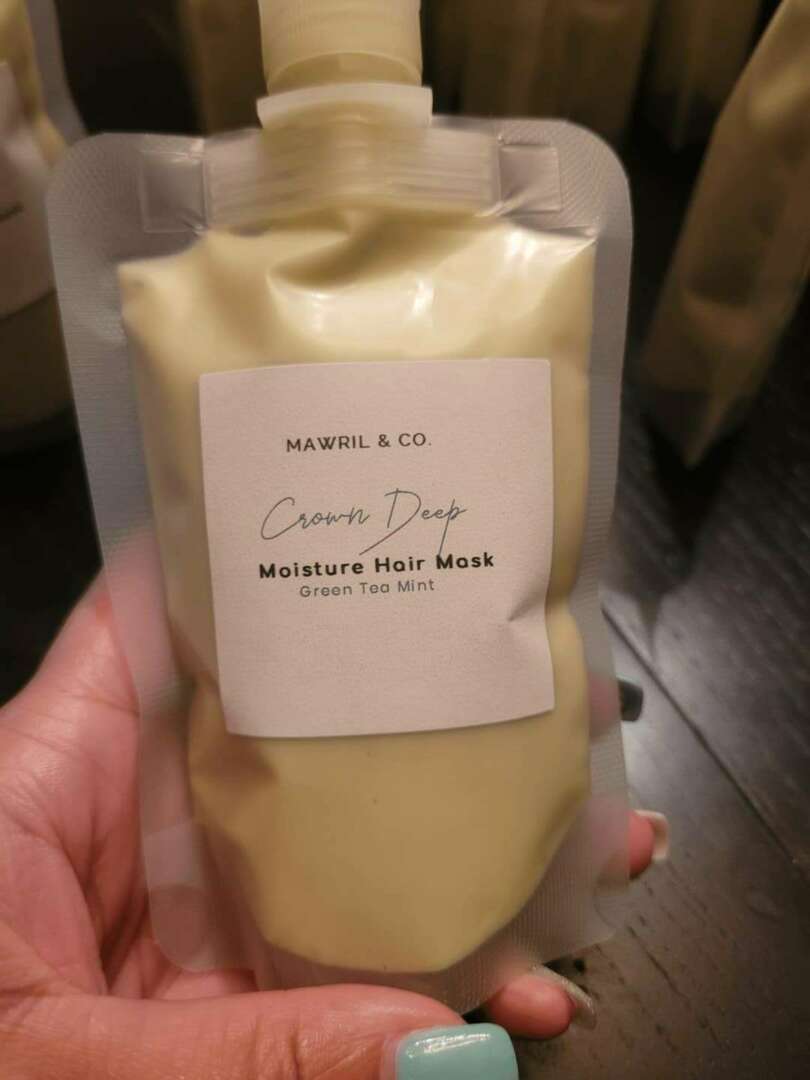 MAWRIL & CO.
Crown Deep
Moisture Hair Mask
Green Tea Mint